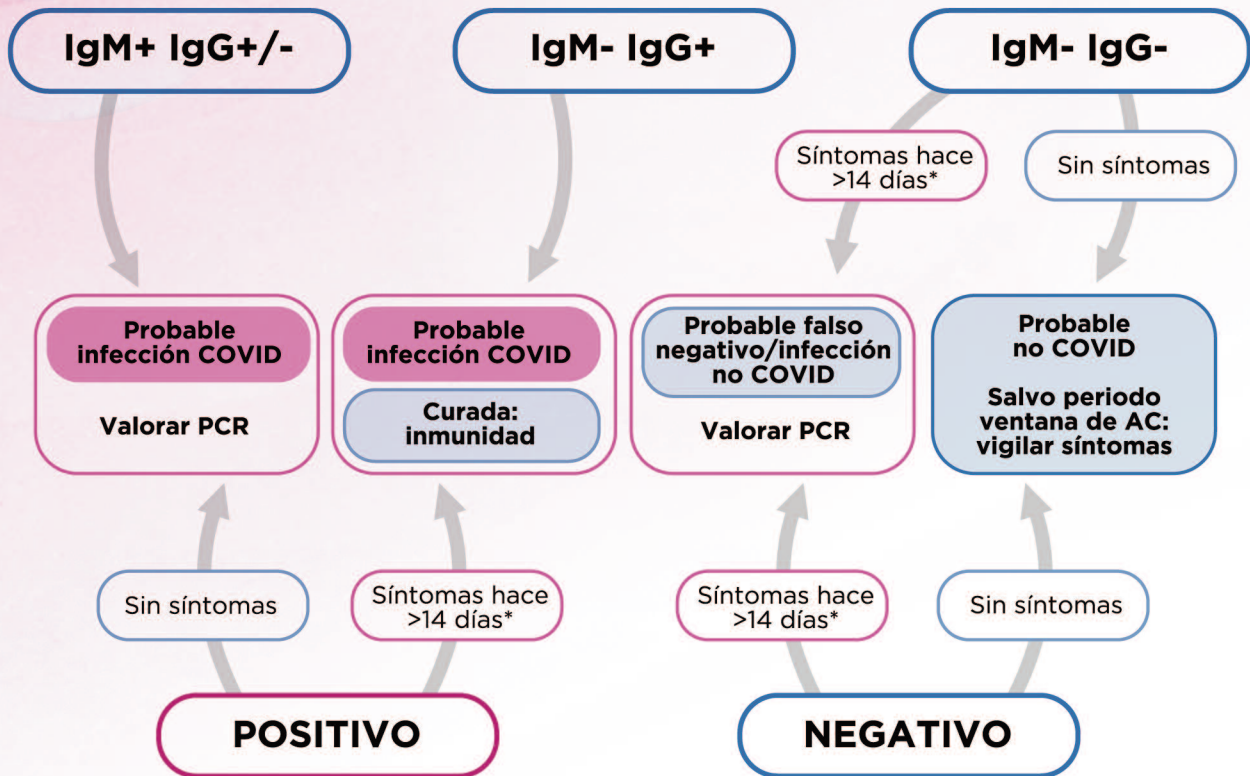 IgM+ IgG+/-
IgM- IgG+
IgM- IgG-
Síntomas hace
>14 días*
Sin síntomas
Probable
infección COVID
Valorar PCR
Probable
infección COVID
Curada:
inmunidad
Probable falso
negativo/infección
no COVID
Valorar PCR
Probable
no COVID
Salvo periodo
ventana de AC:
vigilar síntomas
Sin síntomas
Síntomas hace
>14 días*
Síntomas hace
>14 días*
Sin síntomas
POSITIVO
NEGATIVO